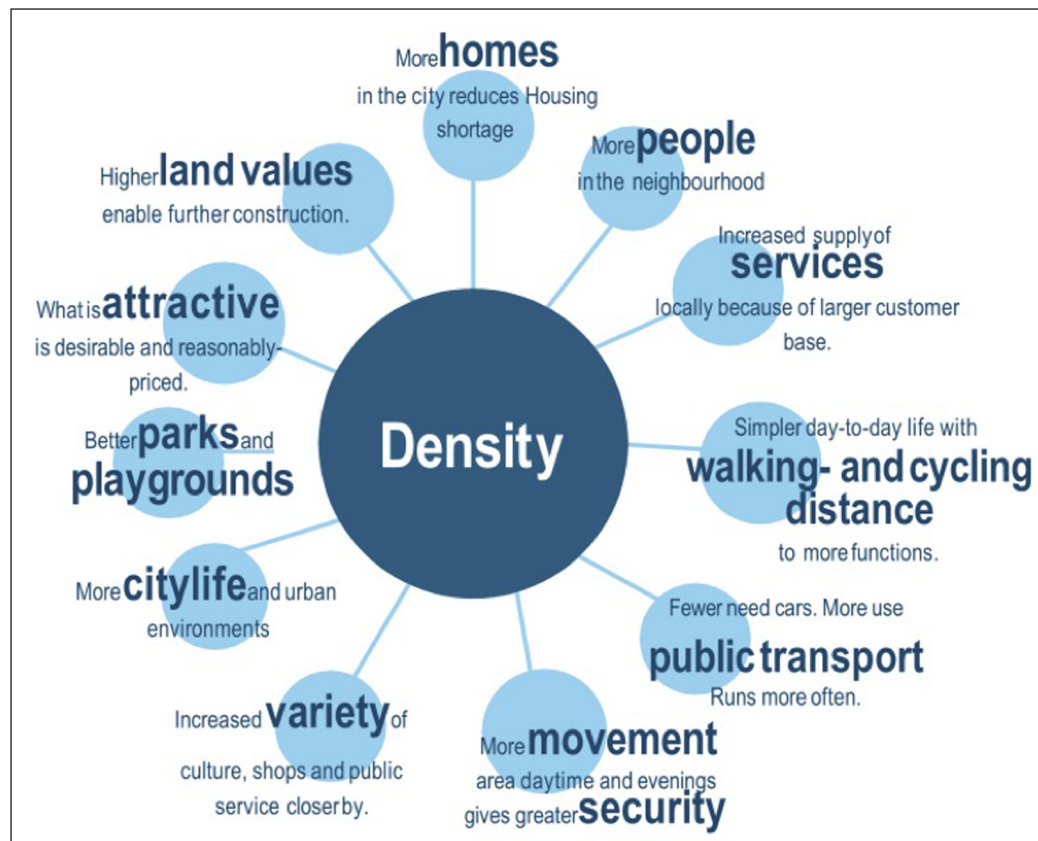 More homes
in the city reduces Housing
shortage
More people
in the neighbourhood
Increased supply of
services
locally because of larger customer
base.
Simpler day-to-day life with
walking- and cycling
distance
to more functions.
Fewer need cars. More use
public transport
Runs more often.
More movement
area daytime and evenings
gives greater security
Increased variety of
culture, shops and public
service closer by.
More citylife and urban
environments
Better parks and
playgrounds
What is attractive
is desirable and reasonably-
priced.
Higher land values
enable further construction.
Density